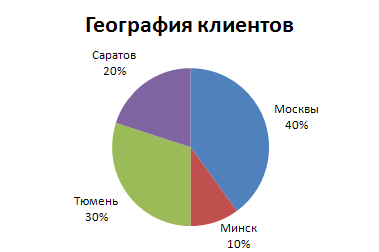 География клиентов
Саратов
20%
Москвы
40%
Тюмень
30%
Минск
10%